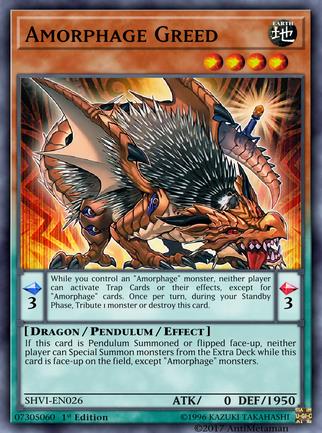 Amorphage Greed
EARTH
地
While you control an "Amorphage" monster, neither player
can activate Trap Cards or their effects, except for
"Amorphage" cards. Once per turn, during your Standby
Phase, Tribute 1 monster or destroy this card.
3
3
[ Dragon / Pendulum / Effect ]
If this card is Pendulum Summoned or flipped face-up, neither
player can Special Summon monsters from the Extra Deck while this
card is face-up on the field, except "Amorphage" monsters.
SHVI-EN026
ATK/ 0 DEF/1950
07305060
1st Edition
©1996 KAZUKI TAKAHASHI
©2017 AntiMetaman